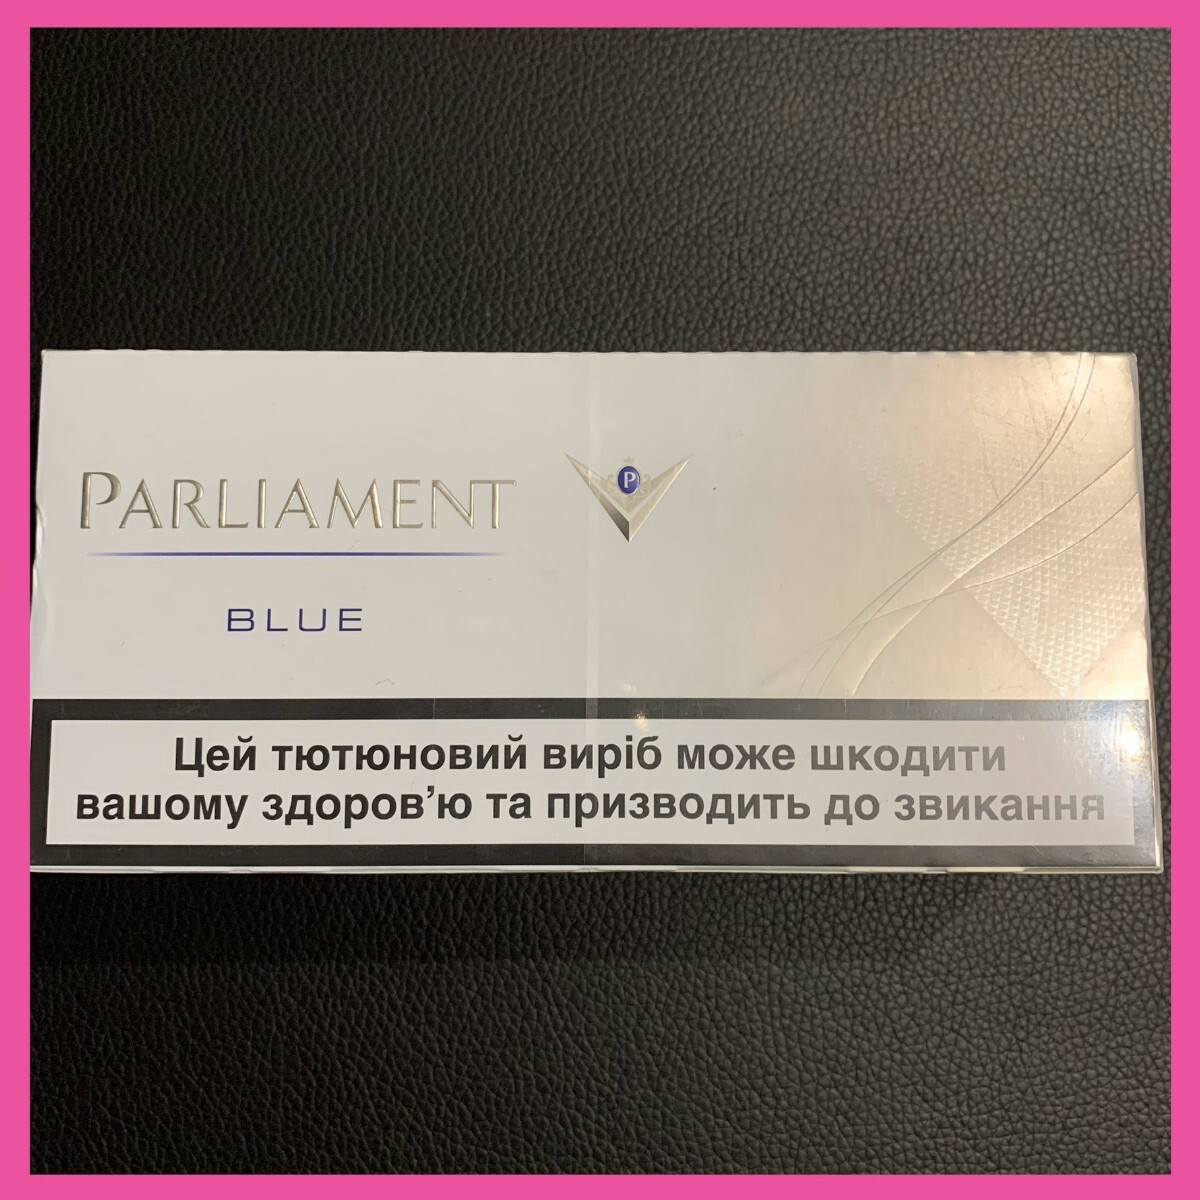 PARLIAMENT
P
BLUE
Цей тютюновий виріб може шкодити
вашому здоров’ю та призводить до звикання